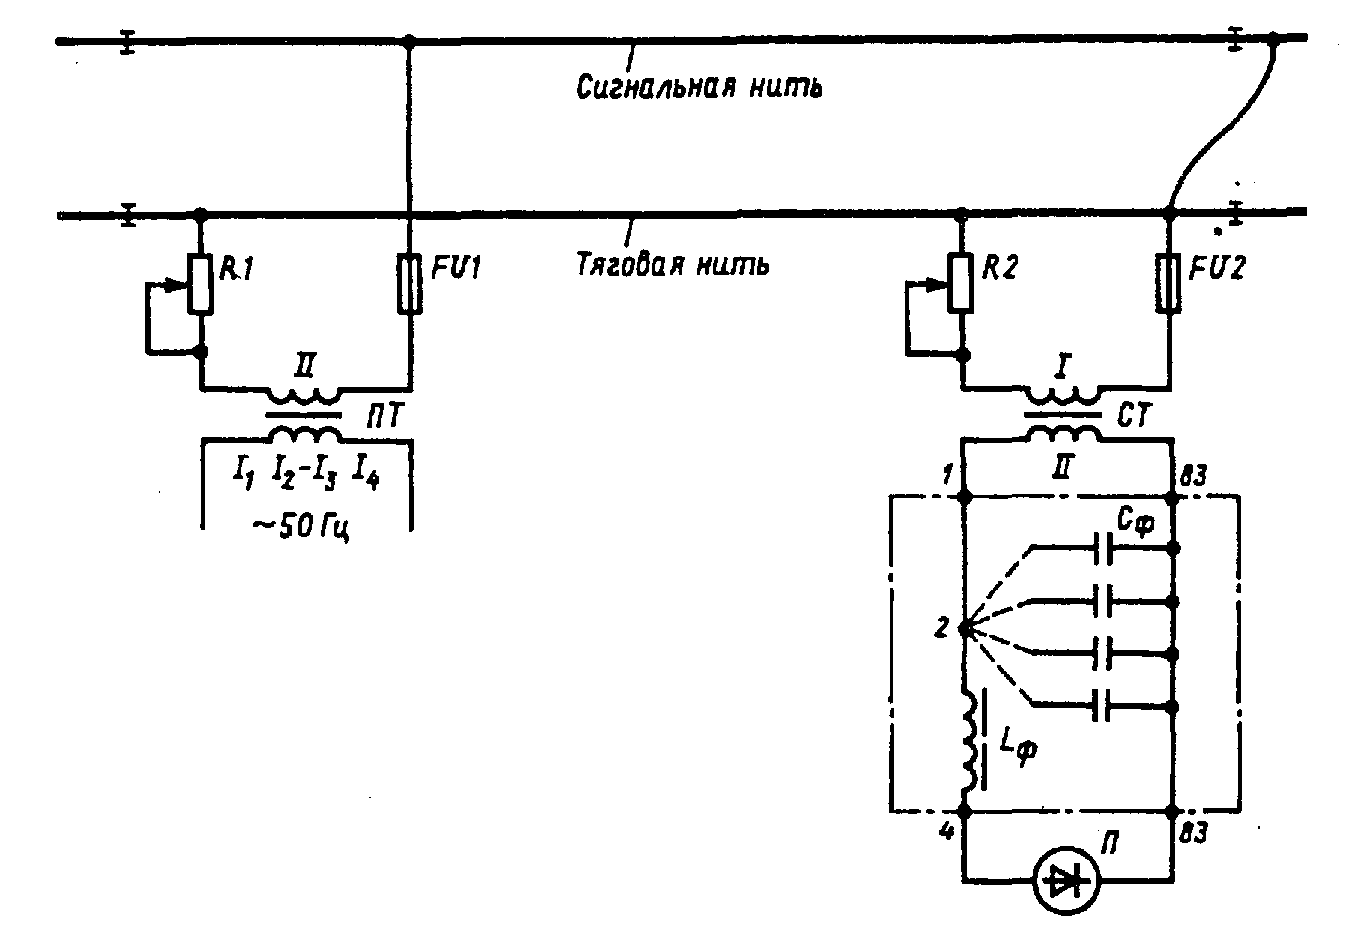 Сигнальная нить
Тяговая нить
R1
FU1
R2
FU2
II
ПТ
I
СТ
I₁ I₂-I₃ I₄
~50 Гц
II
1
83
Cф
2
Lф
4
83
П